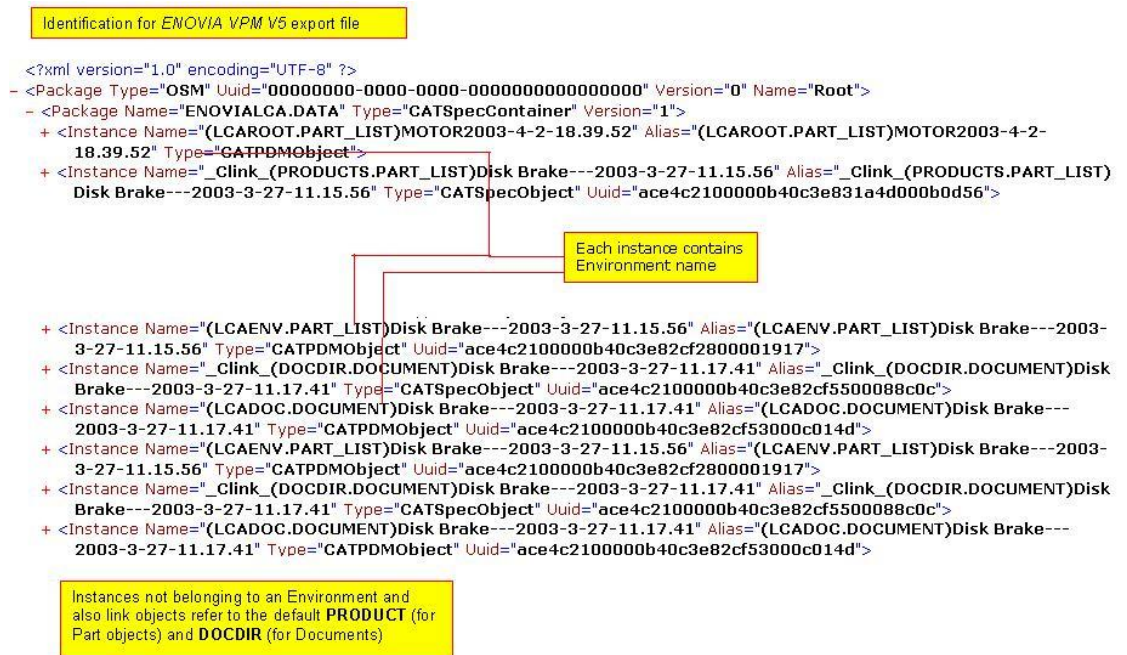 Identification for ENOVIA VPM V5 export file
<?xml version="1.0" encoding="UTF-8" ?>
- <Package Type="OSM" Uuid="00000000-0000-0000-0000000000000000" Version="0" Name="Root">
- <Package Name="ENOVIALCA.DATA" Type="CATSpecContainer" Version="1">
+ <Instance Name="(LCAROOT.PART_LIST)MOTOR2003-4-2-18.39.52" Alias="(LCAROOT.PART_LIST)MOTOR2003-4-2-
18.39.52" Type="CATPDMObject">
+ <Instance Name="_Clink_(PRODUCTS.PART_LIST)Disk Brake---2003-3-27-11.15.56" Alias="_Clink_(PRODUCTS.PART_LIST)
Disk Brake---2003-3-27-11.15.56" Type="CATSpecObject" Uuid="ace4c2100000b40c3e831a4d000b0d56">
Each instance contains
Environment name
+ <Instance Name="(LCAENV.PART_LIST)Disk Brake---2003-3-27-11.15.56" Alias="(LCAENV.PART_LIST)Disk Brake---2003-
3-27-11.15.56" Type="CATPDMObject" Uuid="ace4c2100000b40c3e82cf2800001917">
+ <Instance Name="_Clink_(DOCDIR.DOCUMENT)Disk Brake---2003-3-27-11.17.41" Alias="_Clink_(DOCDIR.DOCUMENT)Disk
Brake---2003-3-27-11.17.41" Type="CATSpecObject" Uuid="ace4c2100000b40c3e82cf5500088c0c">
+ <Instance Name="(LCADOC.DOCUMENT)Disk Brake---2003-3-27-11.17.41" Alias="(LCADOC.DOCUMENT)Disk Brake---
2003-3-27-11.17.41" Type="CATPDMObject" Uuid="ace4c2100000b40c3e82cf53000c014d">
+ <Instance Name="(LCAENV.PART_LIST)Disk Brake---2003-3-27-11.15.56" Alias="(LCAENV.PART_LIST)Disk Brake---2003-
3-27-11.15.56" Type="CATPDMObject" Uuid="ace4c2100000b40c3e82cf2800001917">
+ <Instance Name="_Clink_(DOCDIR.DOCUMENT)Disk Brake---2003-3-27-11.17.41" Alias="_Clink_(DOCDIR.DOCUMENT)Disk
Brake---2003-3-27-11.17.41" Type="CATSpecObject" Uuid="ace4c2100000b40c3e82cf5500088c0c">
+ <Instance Name="(LCADOC.DOCUMENT)Disk Brake---2003-3-27-11.17.41" Alias="(LCADOC.DOCUMENT)Disk Brake---
2003-3-27-11.17.41" Type="CATPDMObject" Uuid="ace4c2100000b40c3e82cf53000c014d">
Instances not belonging to an Environment and
also link objects refer to the default PRODUCT (for
Part objects) and DOCDIR (for Documents)